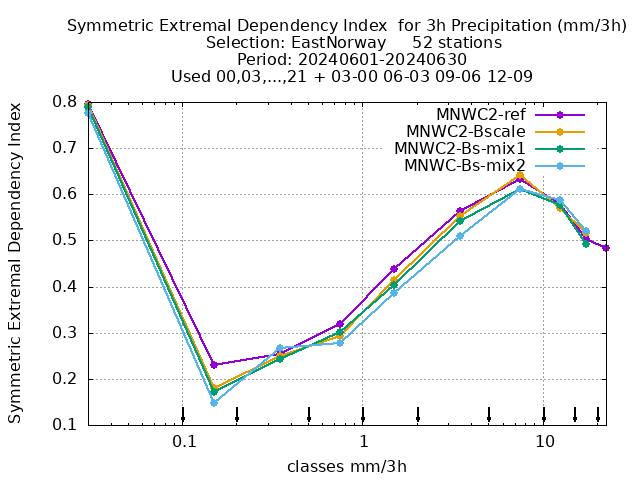 Symmetric Extremal Dependency Index  for 3h Precipitation (mm/3h)
Selection: EastNorway     52 stations
Period: 20240601-20240630
Used 00,03,...,21 + 03-00 06-03 09-06 12-09
MNWC2-ref
MNWC2-Bscale
MNWC2-Bs-mix1
MNWC-Bs-mix2
Symmetric Extremal Dependency Index
0.8
0.7
0.6
0.5
0.4
0.3
0.2
0.1
0.1 1 10
classes mm/3h